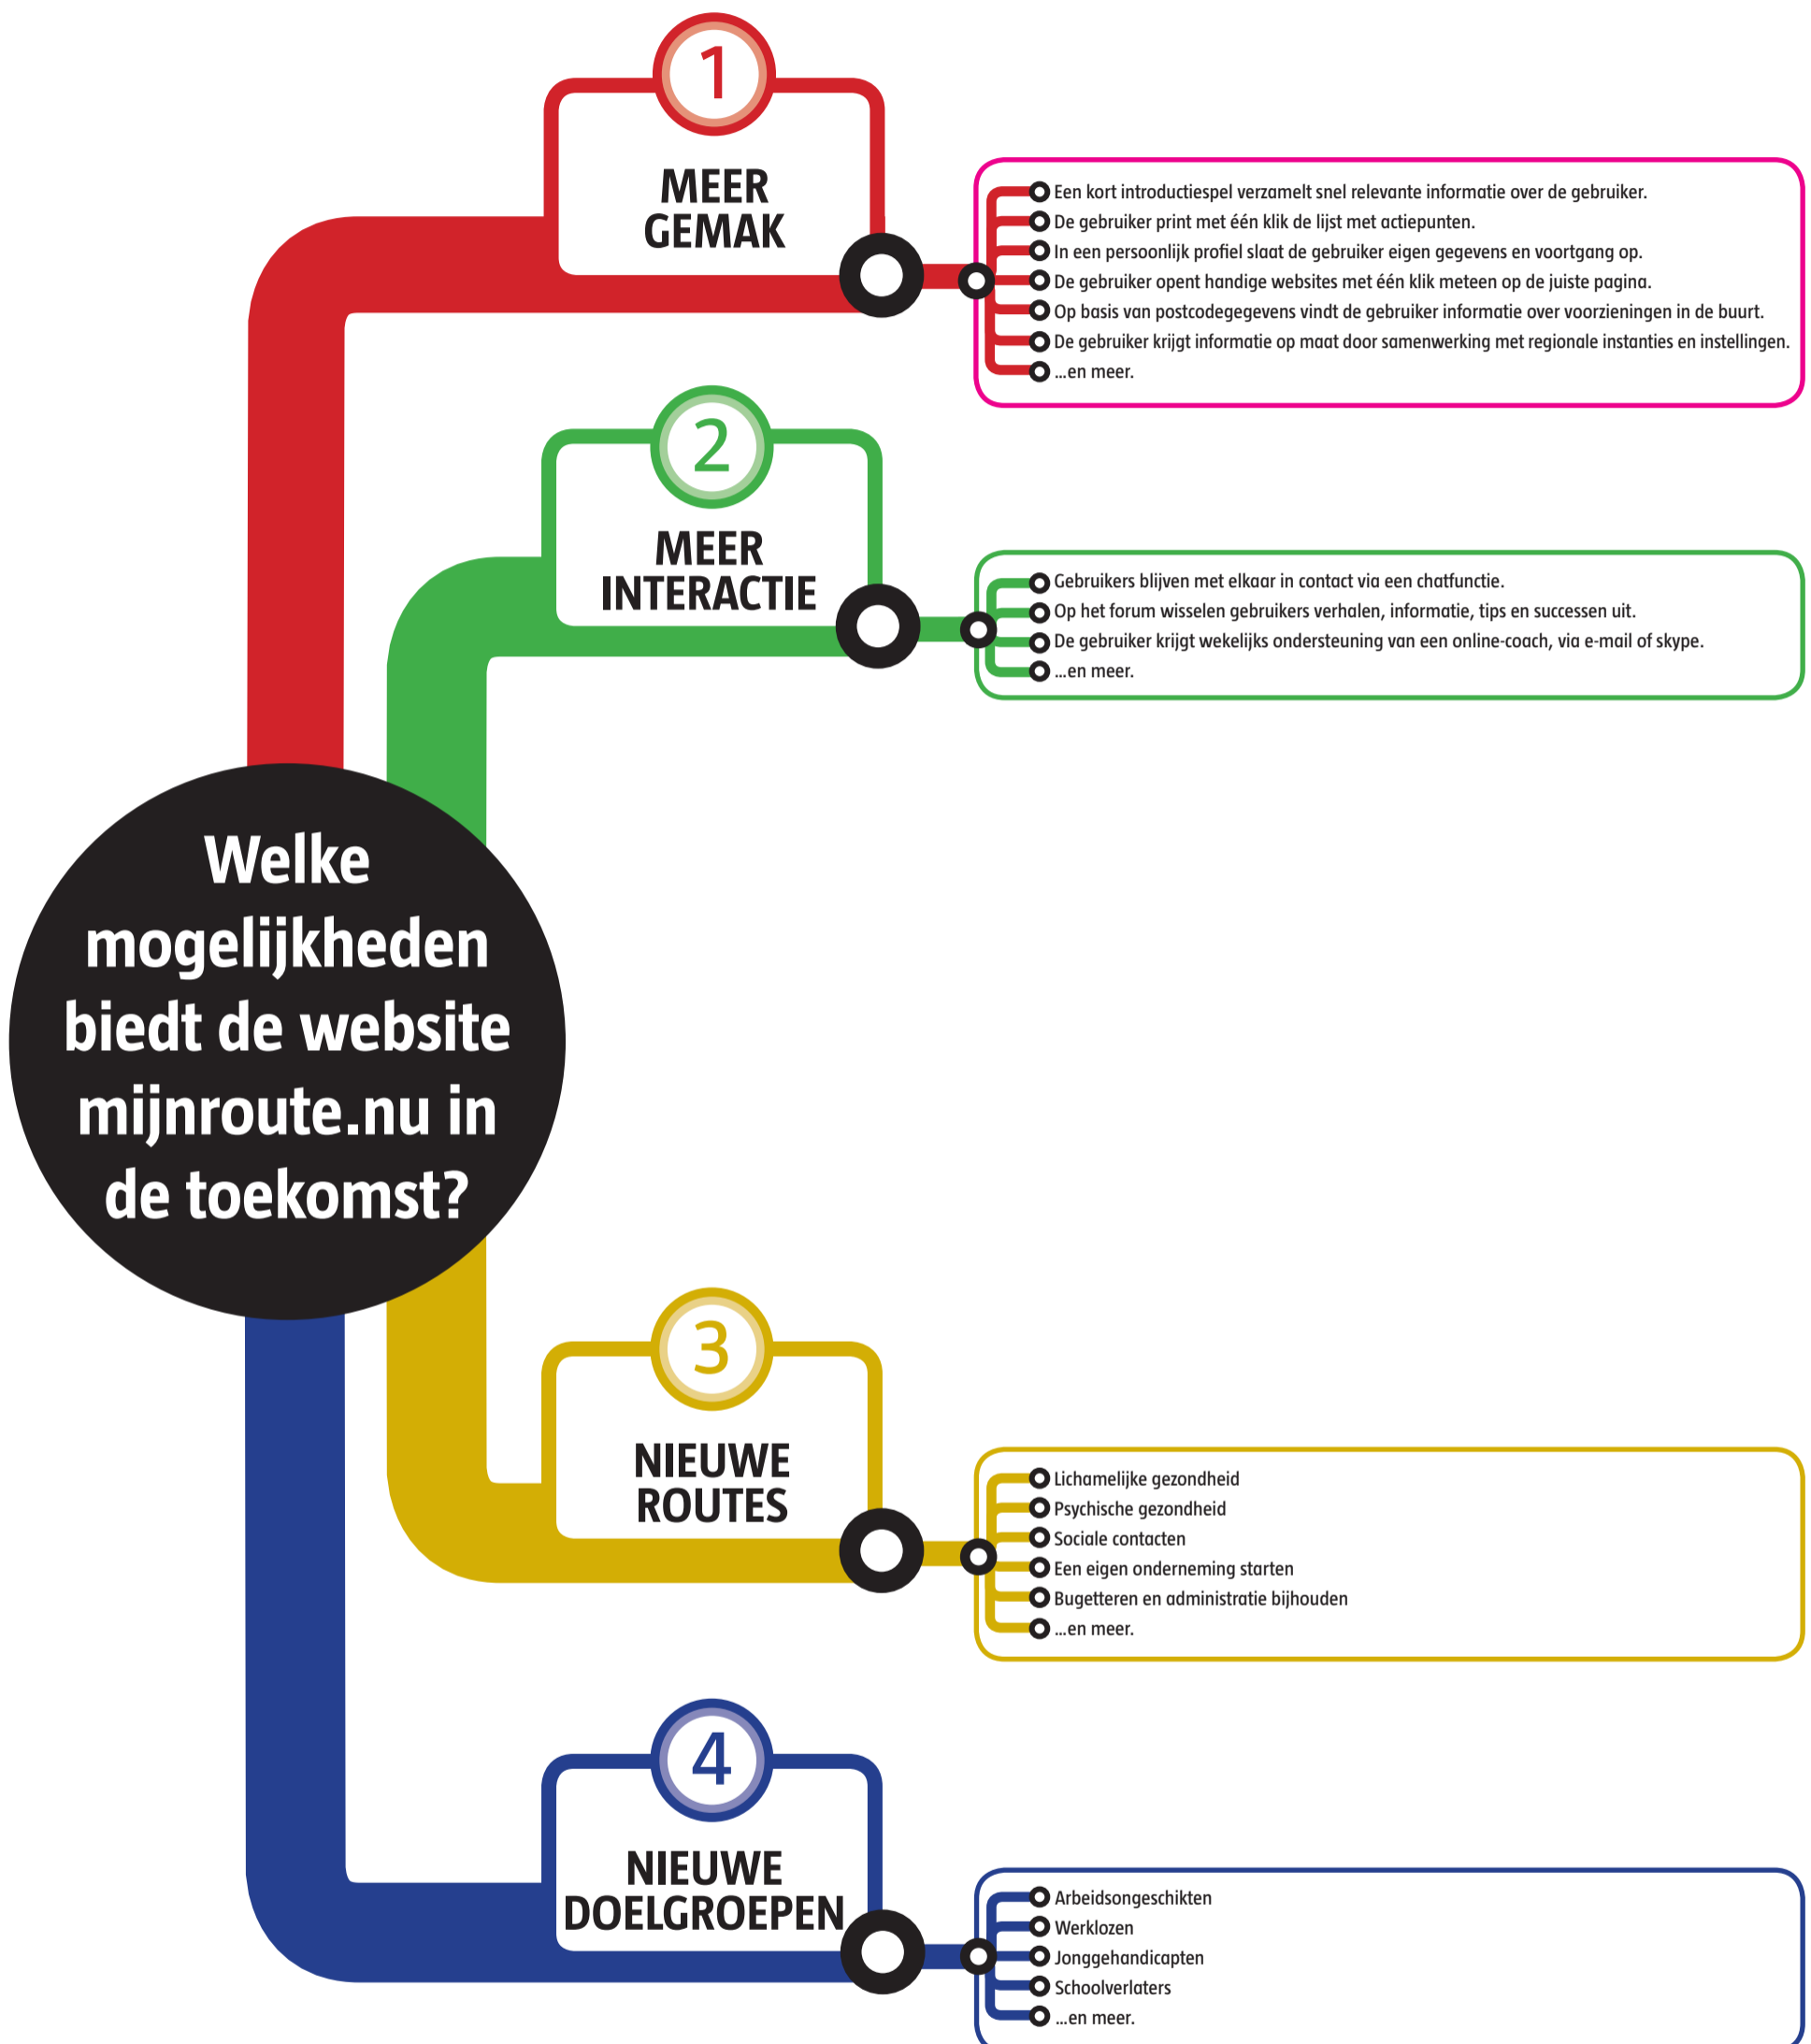 Welke
mogelijkheden
biedt de website
mijnroute.nu in
de toekomst?
1
MEER
GEMAK
Een kort introductiespel verzamelt snel relevante informatie over de gebruiker.
De gebruiker print met één klik de lijst met actiepunten.
In een persoonlijk profiel slaat de gebruiker eigen gegevens en voortgang op.
De gebruiker opent handige websites met één klik meteen op de juiste pagina.
Op basis van postcodegegevens vindt de gebruiker informatie over voorzieningen in de buurt.
De gebruiker krijgt informatie op maat door samenwerking met regionale instanties en instellingen.
...en meer.
2
MEER
INTERACTIE
Gebruikers blijven met elkaar in contact via een chatfunctie.
Op het forum wisselen gebruikers verhalen, informatie, tips en successen uit.
De gebruiker krijgt wekelijks ondersteuning van een online-coach, via e-mail of skype.
...en meer.
3
NIEUWE
ROUTES
Lichamelijke gezondheid
Psychische gezondheid
Sociale contacten
Een eigen onderneming starten
Bugetteren en administratie bijhouden
...en meer.
4
NIEUWE
DOELGROEPEN
Arbeidsongeschikten
Werklozen
Jonggehandicapten
Schoolverlaters
...en meer.